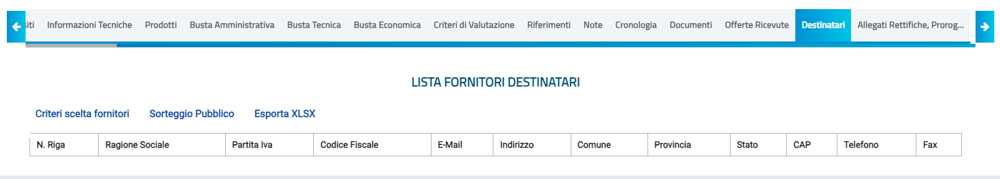 siti Informazioni Tecniche Prodotti Busta Amministrativa Busta Tecnica Busta Economica Criteri di Valutazione Riferimenti Note Cronologia Documenti Offerte Ricevute Destinatari Allegati Rettifiche, Prorog...
LISTA FORNITORI DESTINATARI
Criteri scelta fornitori Sorteggio Pubblico Esporta XLSX
N. Riga Ragione Sociale Partita Iva Codice Fiscale E-Mail Indirizzo Comune Provincia Stato CAP Telefono Fax